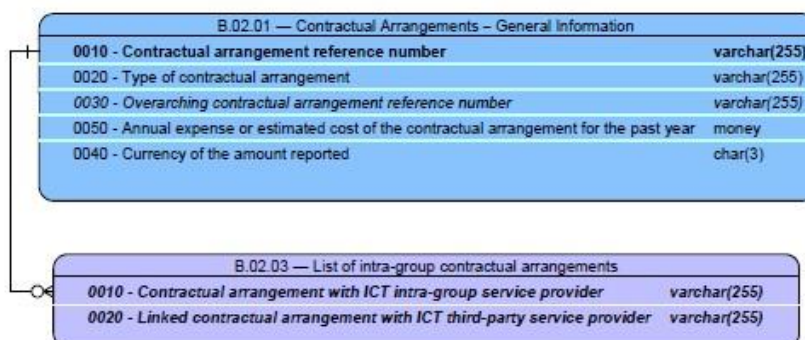 B.02.01 — Contractual Arrangements – General Information
0010 - Contractual arrangement reference number varchar(255)
0020 - Type of contractual arrangement varchar(255)
0030 - Overarching contractual arrangement reference number varchar(255)
0050 - Annual expense or estimated cost of the contractual arrangement for the past year money
0040 - Currency of the amount reported char(3)
B.02.03 — List of intra-group contractual arrangements
0010 - Contractual arrangement with ICT intra-group service provider varchar(255)
0020 - Linked contractual arrangement with ICT third-party service provider varchar(255)